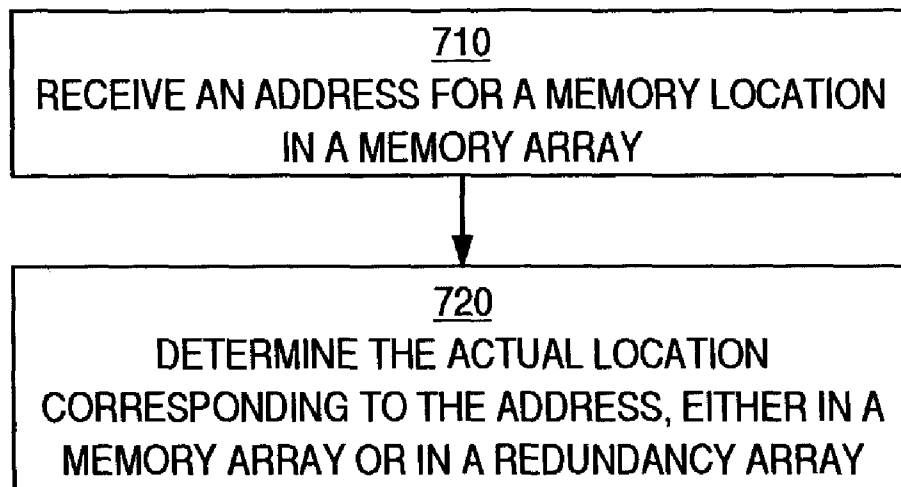 710
RECEIVE AN ADDRESS FOR A MEMORY LOCATION
IN A MEMORY ARRAY
720
DETERMINE THE ACTUAL LOCATION
CORRESPONDING TO THE ADDRESS, EITHER IN A
MEMORY ARRAY OR IN A REDUNDANCY ARRAY